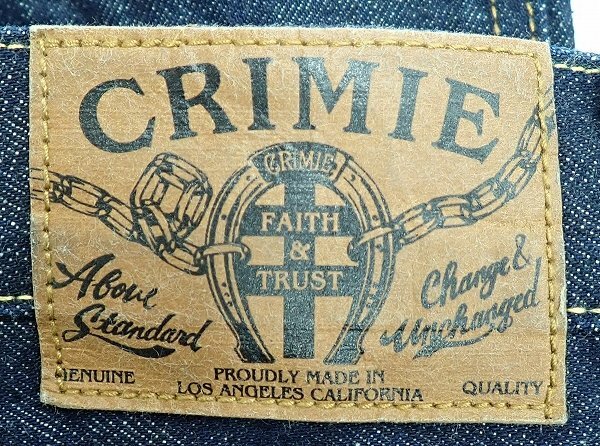 CRIMIE
CRIMIE
FAITH
&
TRUST
Above
Standard
Change &
Unchanged
GENUINE
PROUDLY MADE IN
LOS ANGELES CALIFORNIA
QUALITY